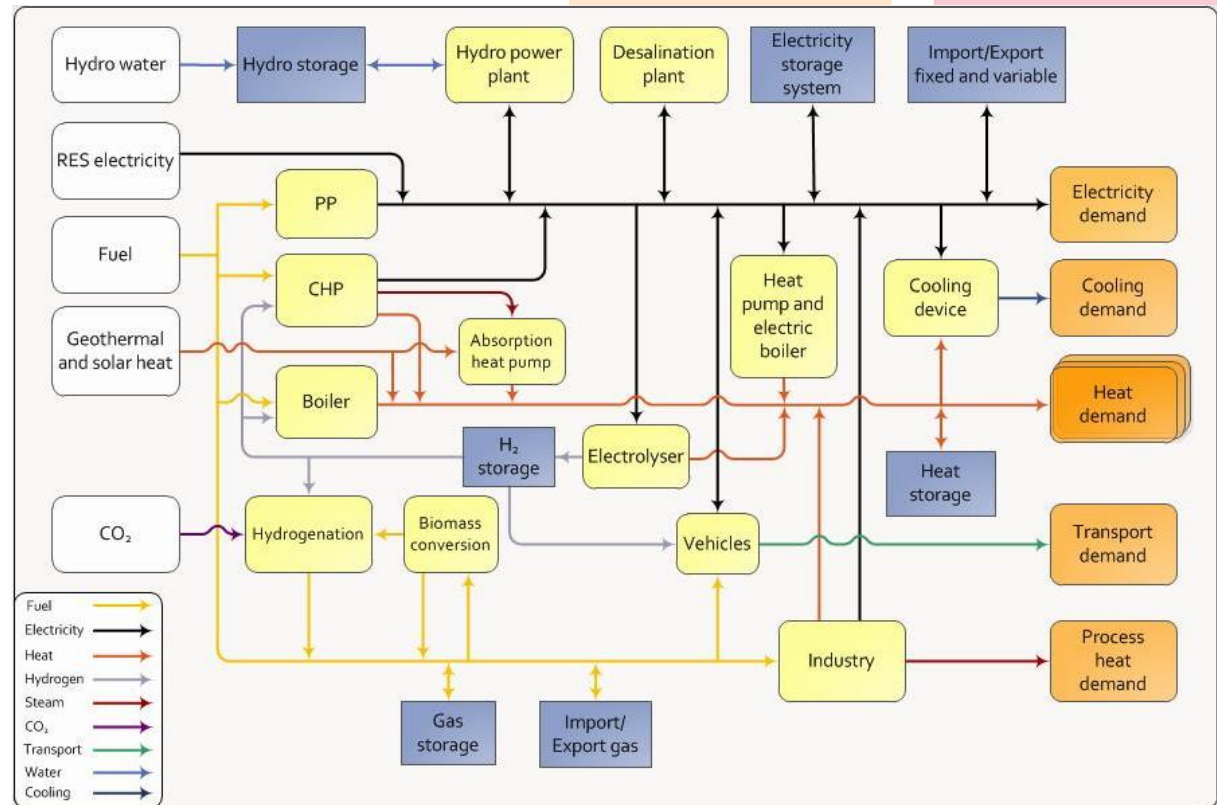 Hydro water
Hydro storage
Hydro power
plant
Desalination
plant
Electricity
storage
system
Import/Export
fixed and variable
RES electricity
PP
Electricity
demand
Fuel
CHP
Heat
pump and
electric
boiler
Cooling
device
Cooling
demand
Geothermal
and solar heat
Absorption
heat pump
Boiler
Heat
demand
H₂
storage
Electrolyser
Heat
storage
CO₂
Hydrogenation
Biomass
conversion
Vehicles
Transport
demand
Industry
Process
heat
demand
Gas
storage
Import/
Export gas
Fuel
Electricity
Heat
Hydrogen
Steam
CO₂
Transport
Water
Cooling